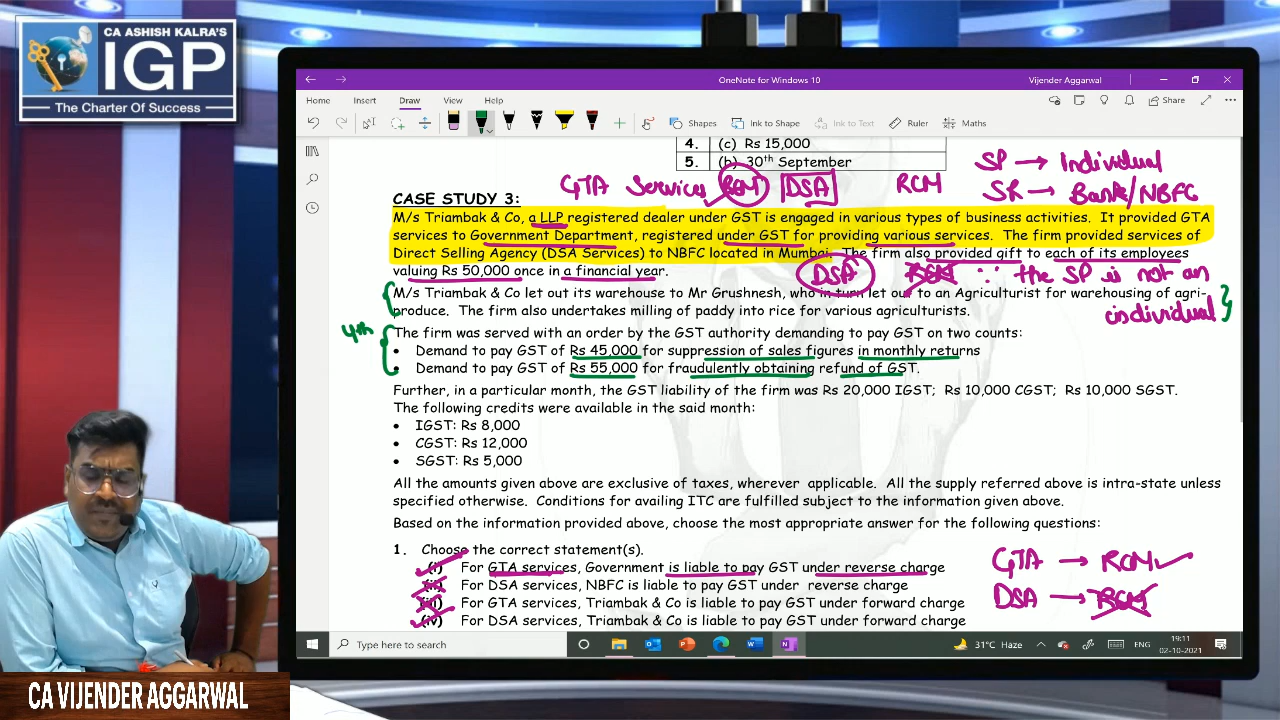 CA ASHISH KALRA'S
IGP
The Charter Of Success
OneNote for Windows 10
Vijender Aggarwal
Home Insert Draw View Help
Share
Shapes Ink to Shape Ink to Text Ruler Maths
4. (c) Rs 15,000
5. (b) 30th September
SP → Individual
SR → Bank/NBFC
GTA Services RCM DSA RCM
CASE STUDY 3:
M/s Triambak & Co, a LLP registered dealer under GST is engaged in various types of business activities. It provided GTA
services to Government Department, registered under GST for providing various services. The firm provided services of
Direct Selling Agency (DSA Services) to NBFC located in Mumbai. The firm also provided gift to each of its employees
valuing Rs 50,000 once in a financial year.
DSA RCM ∵ the SP is not an
individual
M/s Triambak & Co let out its warehouse to Mr Grushnesh, who in turn let out to an Agriculturist for warehousing of agri-
produce. The firm also undertakes milling of paddy into rice for various agriculturists.
4th
The firm was served with an order by the GST authority demanding to pay GST on two counts:
• Demand to pay GST of Rs 45,000 for suppression of sales figures in monthly returns
• Demand to pay GST of Rs 55,000 for fraudulently obtaining refund of GST.
Further, in a particular month, the GST liability of the firm was Rs 20,000 IGST; Rs 10,000 CGST; Rs 10,000 SGST.
The following credits were available in the said month:
• IGST: Rs 8,000
• CGST: Rs 12,000
• SGST: Rs 5,000
All the amounts given above are exclusive of taxes, wherever applicable. All the supply referred above is intra-state unless
specified otherwise. Conditions for availing ITC are fulfilled subject to the information given above.
Based on the information provided above, choose the most appropriate answer for the following questions:
1. Choose the correct statement(s).
(i) For GTA services, Government is liable to pay GST under reverse charge
(ii) For DSA services, NBFC is liable to pay GST under reverse charge
(iii) For GTA services, Triambak & Co is liable to pay GST under forward charge
(iv) For DSA services, Triambak & Co is liable to pay GST under forward charge
GTA → RCM
DSA → RCM
Type here to search
31°C Haze
ENG
19:11
02-10-2021
CA VIJENDER AGGARWAL